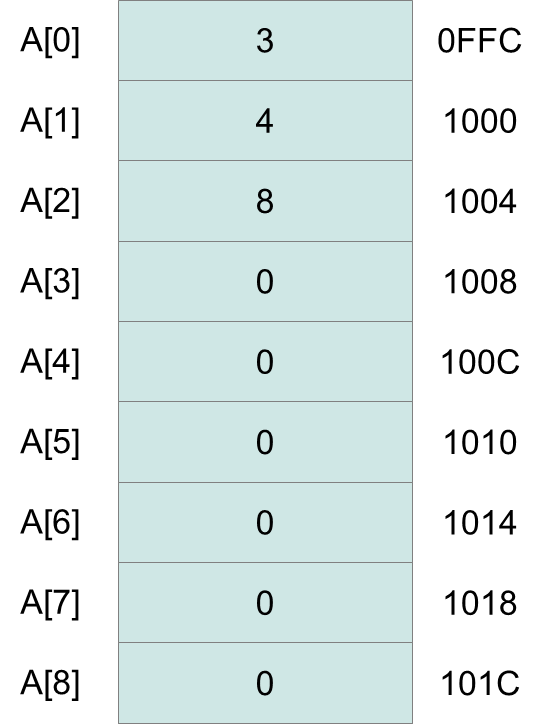 A[0] 3 0FFC
A[1] 4 1000
A[2] 8 1004
A[3] 0 1008
A[4] 0 100C
A[5] 0 1010
A[6] 0 1014
A[7] 0 1018
A[8] 0 101C